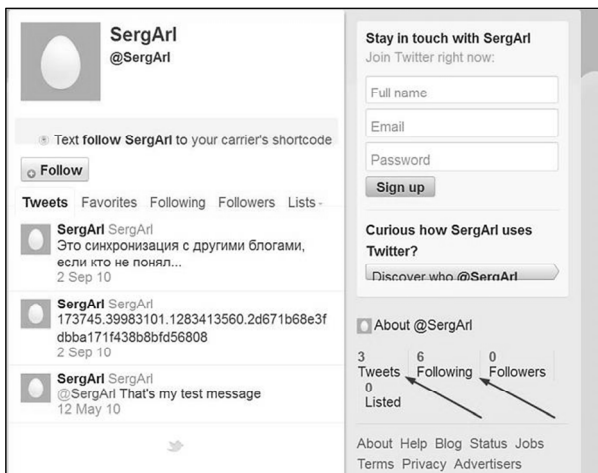 SergArl
@SergArl
Text follow SergArl to your carrier's shortcode
Follow
Tweets Favorites Following Followers Lists
SergArl SergArl
Это синхронизация с другими блогами,
если кто не понял...
2 Sep 10
SergArl SergArl
173745.39983101.1283413560.2d671b68e3f
dbba171f438b8bfd56808
2 Sep 10
SergArl SergArl
@SergArl That's my test message
12 May 10
Stay in touch with SergArl
Join Twitter right now:
Full name
Email
Password
Sign up
Curious how SergArl uses
Twitter?
Discover who @SergArl
About @SergArl
3 6 0
Tweets Following Followers
0
Listed
About Help Blog Status Jobs
Terms Privacy Advertisers